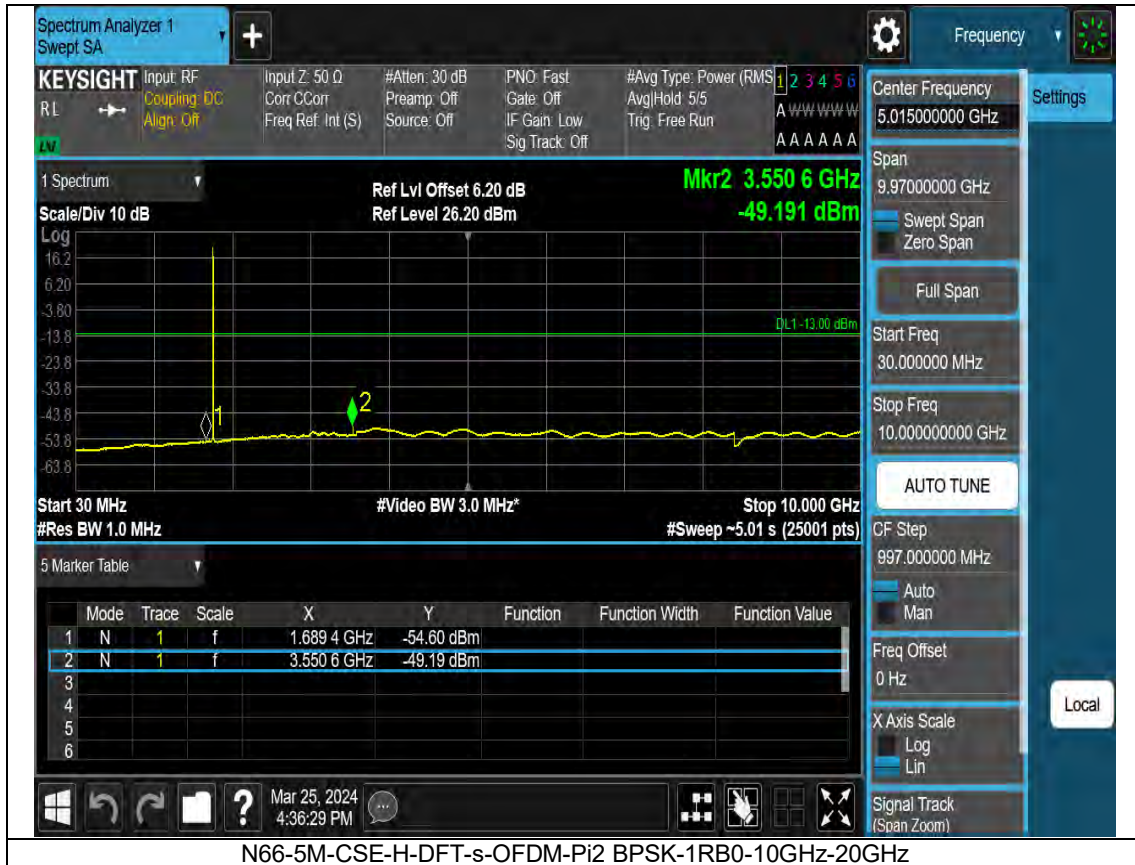 Spectrum Analyzer 1
Swept SA
Frequency
KEYSIGHT
RL
LXI
Input: RF
Coupling: DC
Align: Off
Input Z: 50 Ω
Corr CCorr
Freq Ref: Int (S)
#Atten: 30 dB
Preamp: Off
Source: Off
PNO: Fast
Gate: Off
IF Gain: Low
Sig Track: Off
#Avg Type: Power (RMS
Avg|Hold: 5/5
Trig: Free Run
1 2 3 4 5 6
A W W W W W
A A A A A A
1 Spectrum
Scale/Div 10 dB
Ref Lvl Offset 6.20 dB
Ref Level 26.20 dBm
Mkr2 3.550 6 GHz
-49.191 dBm
Log
16.2
6.20
-3.80
-13.8
-23.8
-33.8
-43.8
-53.8
-63.8
DL1 -13.00 dBm
1
2
Start 30 MHz
#Res BW 1.0 MHz
#Video BW 3.0 MHz*
Stop 10.000 GHz
#Sweep ~5.01 s (25001 pts)
5 Marker Table
Mode Trace Scale X Y Function Function Width Function Value
1 N 1 f 1.689 4 GHz -54.60 dBm
2 N 1 f 3.550 6 GHz -49.19 dBm
3
4
5
6
Mar 25, 2024
4:36:29 PM
Center Frequency
5.015000000 GHz
Settings
Span
9.97000000 GHz
Swept Span
Zero Span
Full Span
Start Freq
30.000000 MHz
Stop Freq
10.000000000 GHz
AUTO TUNE
CF Step
997.000000 MHz
Auto
Man
Freq Offset
0 Hz
X Axis Scale
Log
Lin
Local
Signal Track
(Span Zoom)
N66-5M-CSE-H-DFT-s-OFDM-Pi2 BPSK-1RB0-10GHz-20GHz